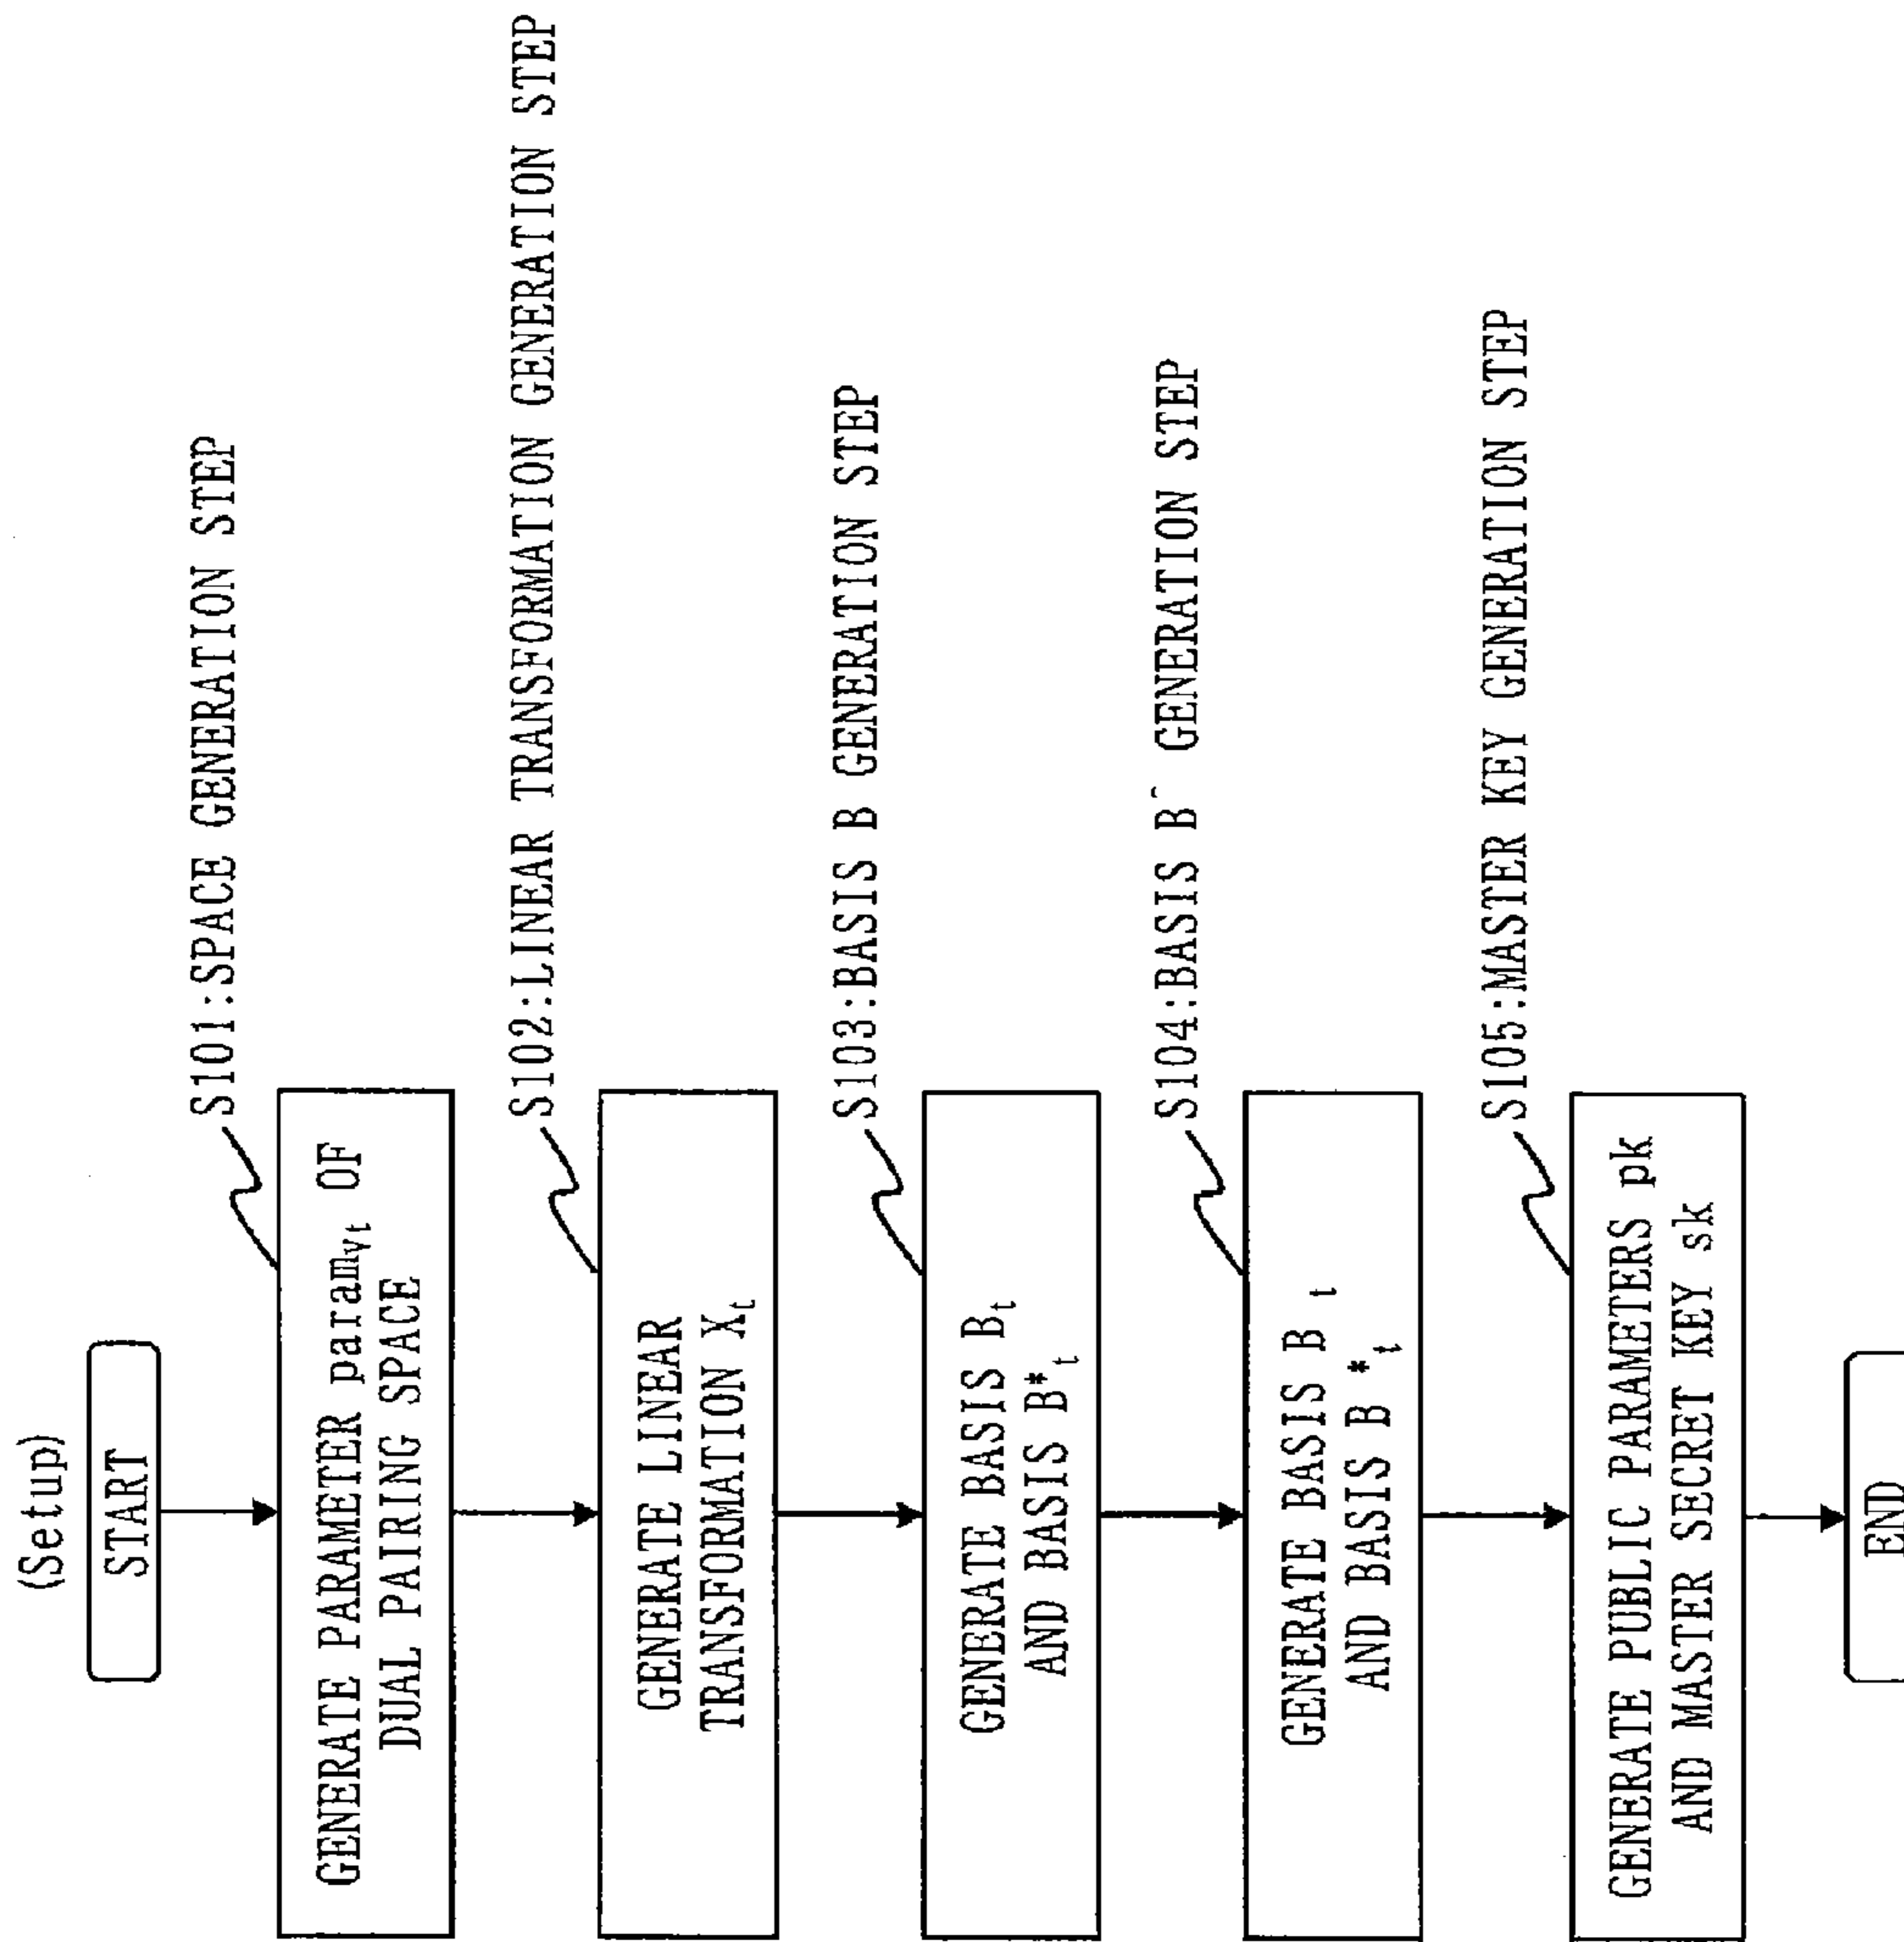 (Setup)
START
S101:SPACE GENERATION STEP
GENERATE PARAMETER param_Vt OF
DUAL PAIRING SPACE
S102:LINEAR TRANSFORMATION GENERATION STEP
GENERATE LINEAR
TRANSFORMATION X_t
S103:BASIS B GENERATION STEP
GENERATE BASIS B_t
AND BASIS B*_t
S104:BASIS Bˆ GENERATION STEP
GENERATE BASIS B _t
AND BASIS B *_t
S105:MASTER KEY GENERATION STEP
GENERATE PUBLIC PARAMETERS pk
AND MASTER SECRET KEY sk
END